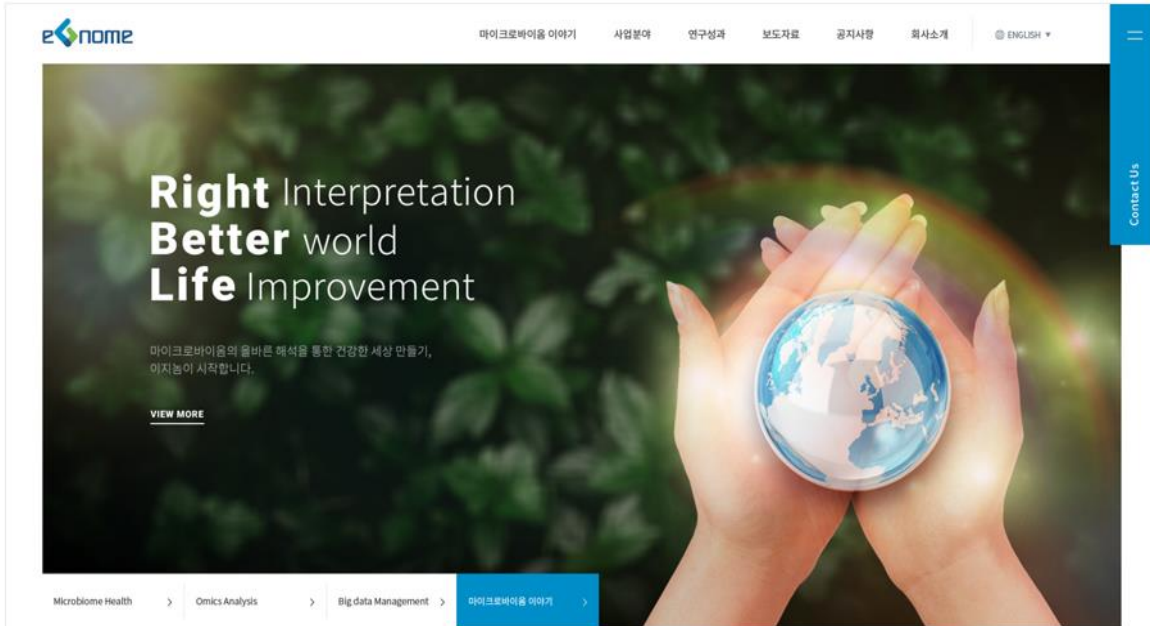 eGnome
마이크로바이옴 이야기
사업분야
연구성과
보도자료
공지사항
회사소개
ENGLISH ▼
Contact Us
Right Interpretation
Better world
Life Improvement
마이크로바이옴의 올바른 해석을 통한 건강한 세상 만들기,
이지놈이 시작합니다.
VIEW MORE
Microbiome Health >
Omics Analysis >
Big data Management >
마이크로바이옴 이야기 >